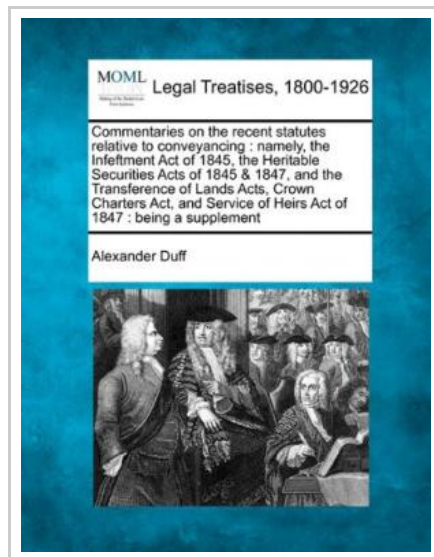 MOML
Legal Treatises, 1800-1926
Commentaries on the recent statutes
relative to conveyancing : namely, the
Infeftment Act of 1845, the Heritable
Securities Acts of 1845 & 1847, and the
Transference of Lands Acts, Crown
Charters Act, and Service of Heirs Act of
1847 : being a supplement
Alexander Duff